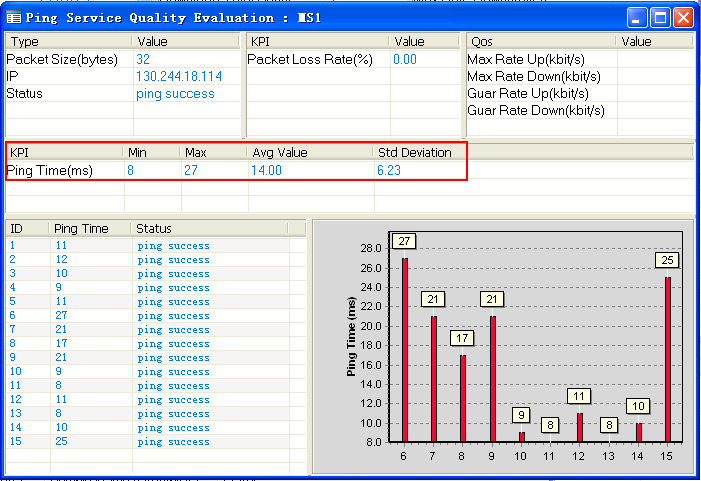 Ping Service Quality Evaluation : MS1
Type Value KPI Value Qos Value
Packet Size(bytes) 32 Packet Loss Rate(%) 0.00 Max Rate Up(kbit/s)
IP 130.244.18.114 Max Rate Down(kbit/s)
Status ping success Guar Rate Up(kbit/s)
Guar Rate Down(kbit/s)
KPI Min Max Avg Value Std Deviation
Ping Time(ms) 8 27 14.00 6.23
ID Ping Time Status
1 11 ping success
2 12 ping success
3 10 ping success
4 9 ping success
5 11 ping success
6 27 ping success
7 21 ping success
8 17 ping success
9 21 ping success
10 9 ping success
11 8 ping success
12 11 ping success
13 8 ping success
14 10 ping success
15 25 ping success
Ping Time (ms)
28.0
26.0
24.0
22.0
20.0
18.0
16.0
14.0
12.0
10.0
8.0
27 21 17 21 9 8 11 8 10 25
6 7 8 9 10 11 12 13 14 15